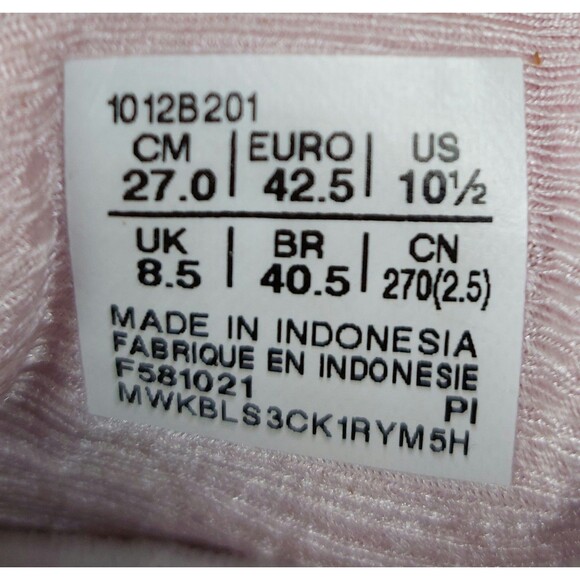 1012B201
CM | EURO | US
27.0 | 42.5 | 10½
UK | BR | CN
8.5 | 40.5 | 270(2.5)
MADE IN INDONESIA
FABRIQUE EN INDONESIE
F581021 PI
MWKBLS3CK1RYM5H